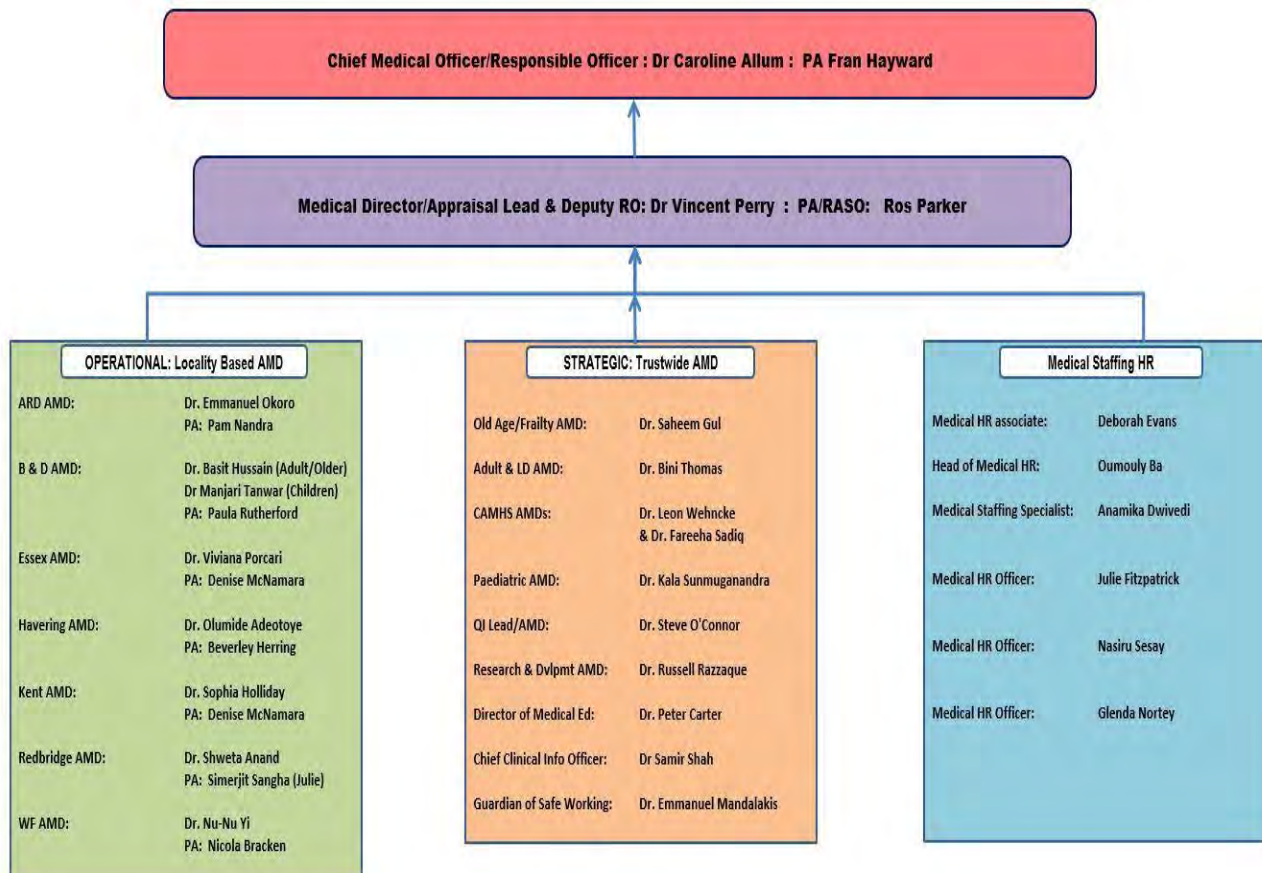 Chief Medical Officer/Responsible Officer : Dr Caroline Allum : PA Fran Hayward
Medical Director/Appraisal Lead & Deputy RO: Dr Vincent Perry : PA/RASO: Ros Parker
OPERATIONAL: Locality Based AMD
ARD AMD: Dr. Emmanuel Okoro
PA: Pam Nandra
B & D AMD: Dr. Basit Hussain (Adult/Older)
Dr Manjari Tanwar (Children)
PA: Paula Rutherford
Essex AMD: Dr. Viviana Porcari
PA: Denise McNamara
Havering AMD: Dr. Olumide Adeotoye
PA: Beverley Herring
Kent AMD: Dr. Sophia Holliday
PA: Denise McNamara
Redbridge AMD: Dr. Shweta Anand
PA: Simerjit Sangha (Julie)
WF AMD: Dr. Nu-Nu Yi
PA: Nicola Bracken
STRATEGIC: Trustwide AMD
Old Age/Frailty AMD: Dr. Saheem Gul
Adult & LD AMD: Dr. Bini Thomas
CAMHS AMDs: Dr. Leon Wehncke
& Dr. Fareeha Sadiq
Paediatric AMD: Dr. Kala Sunmuganandra
QI Lead/AMD: Dr. Steve O'Connor
Research & Dvlpmt AMD: Dr. Russell Razzaque
Director of Medical Ed: Dr. Peter Carter
Chief Clinical Info Officer: Dr Samir Shah
Guardian of Safe Working: Dr. Emmanuel Mandalakis
Medical Staffing HR
Medical HR associate: Deborah Evans
Head of Medical HR: Oumouly Ba
Medical Staffing Specialist: Anamika Dwivedi
Medical HR Officer: Julie Fitzpatrick
Medical HR Officer: Nasiru Sesay
Medical HR Officer: Glenda Nortey